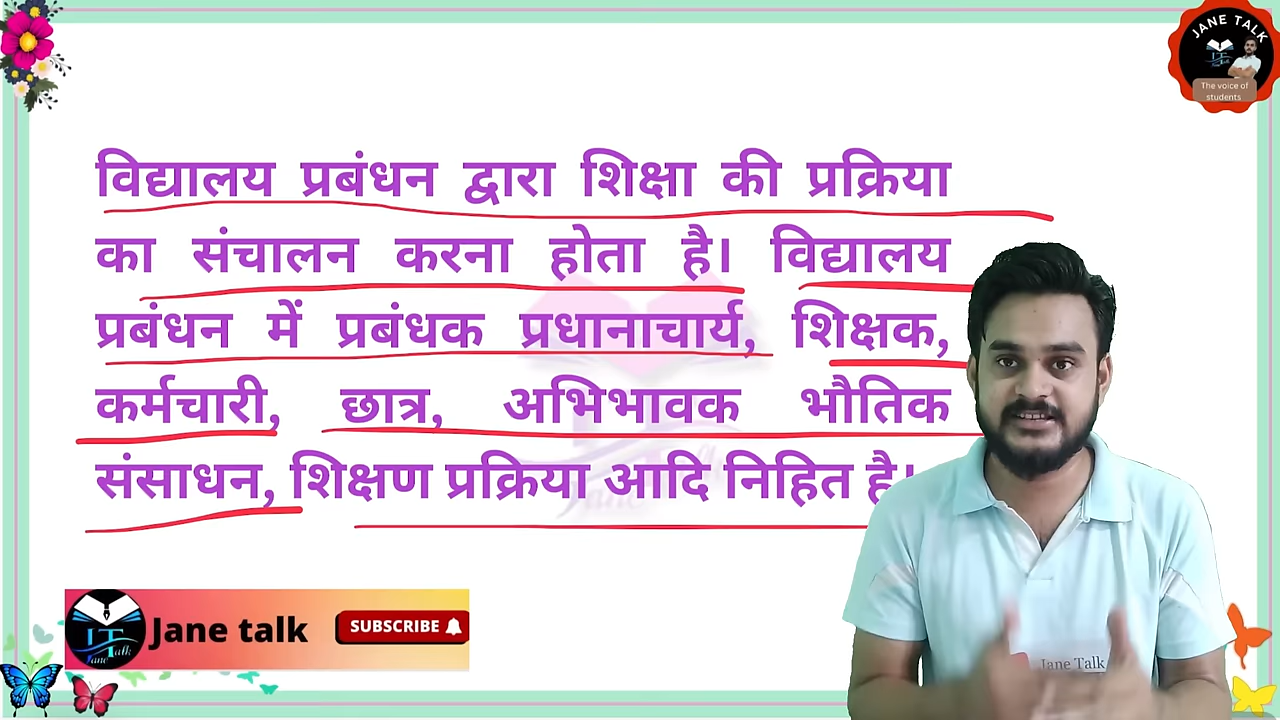 JANE TALK
The voice of
students
विद्यालय प्रबंधन द्वारा शिक्षा की प्रक्रिया
का संचालन करना होता है। विद्यालय
प्रबंधन में प्रबंधक प्रधानाचार्य, शिक्षक,
कर्मचारी, छात्र, अभिभावक भौतिक
संसाधन, शिक्षण प्रक्रिया आदि निहित है।
Jane talk
SUBSCRIBE
Jane Talk